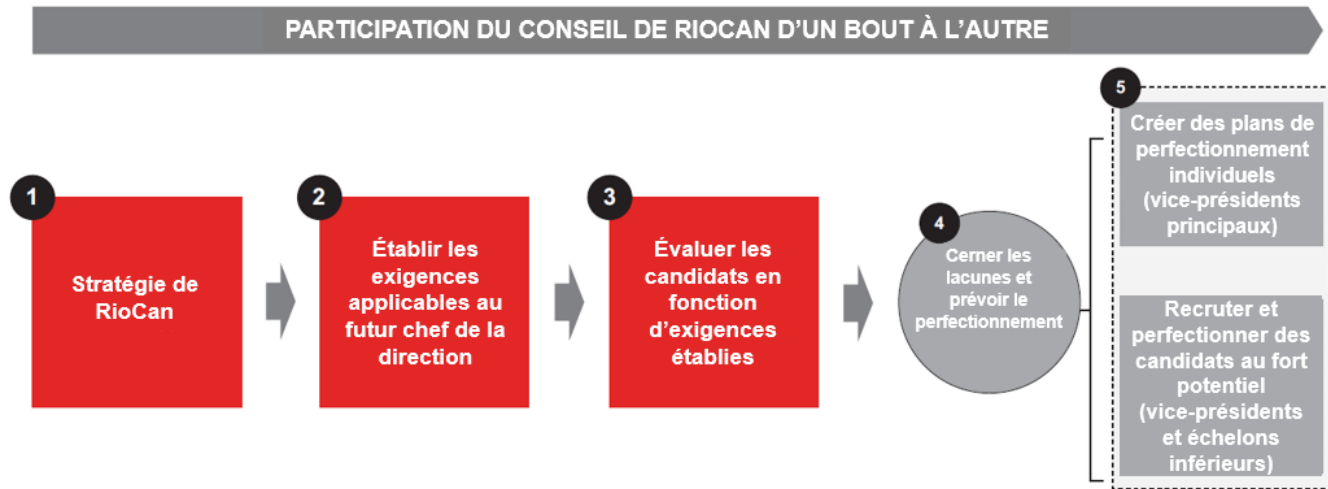 PARTICIPATION DU CONSEIL DE RIOCAN D’UN BOUT À L’AUTRE
1
Stratégie de
RioCan
2
Établir les
exigences
applicables au
futur chef de la
direction
3
Évaluer les
candidats en
fonction
d’exigences
établies
4
Cerner les
lacunes et
prévoir le
perfectionnement
5
Créer des plans de
perfectionnement
individuels
(vice-présidents
principaux)
Recruter et
perfectionner des
candidats au fort
potentiel
(vice-présidents
et échelons
inférieurs)